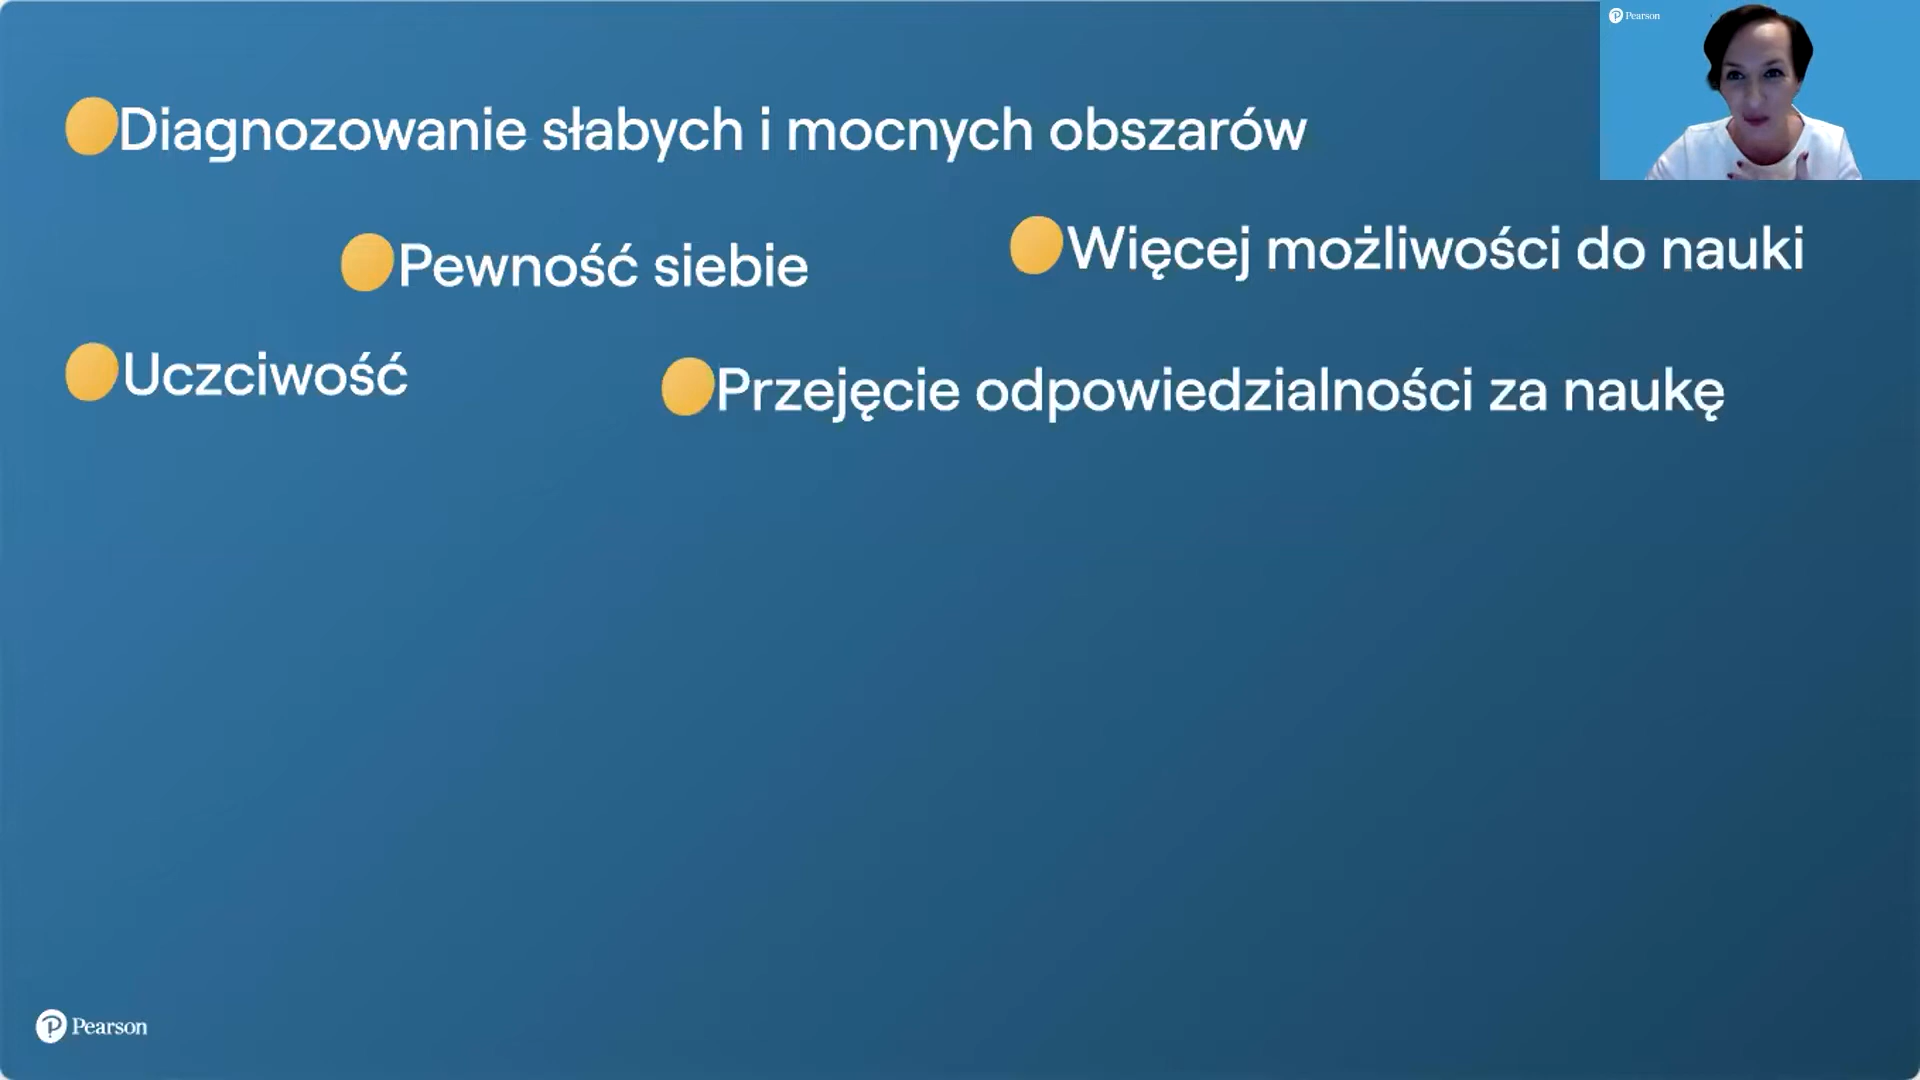 Pearson
Diagnozowanie słabych i mocnych obszarów
Pewność siebie
Więcej możliwości do nauki
Uczciwość
Przejęcie odpowiedzialności za naukę
Pearson